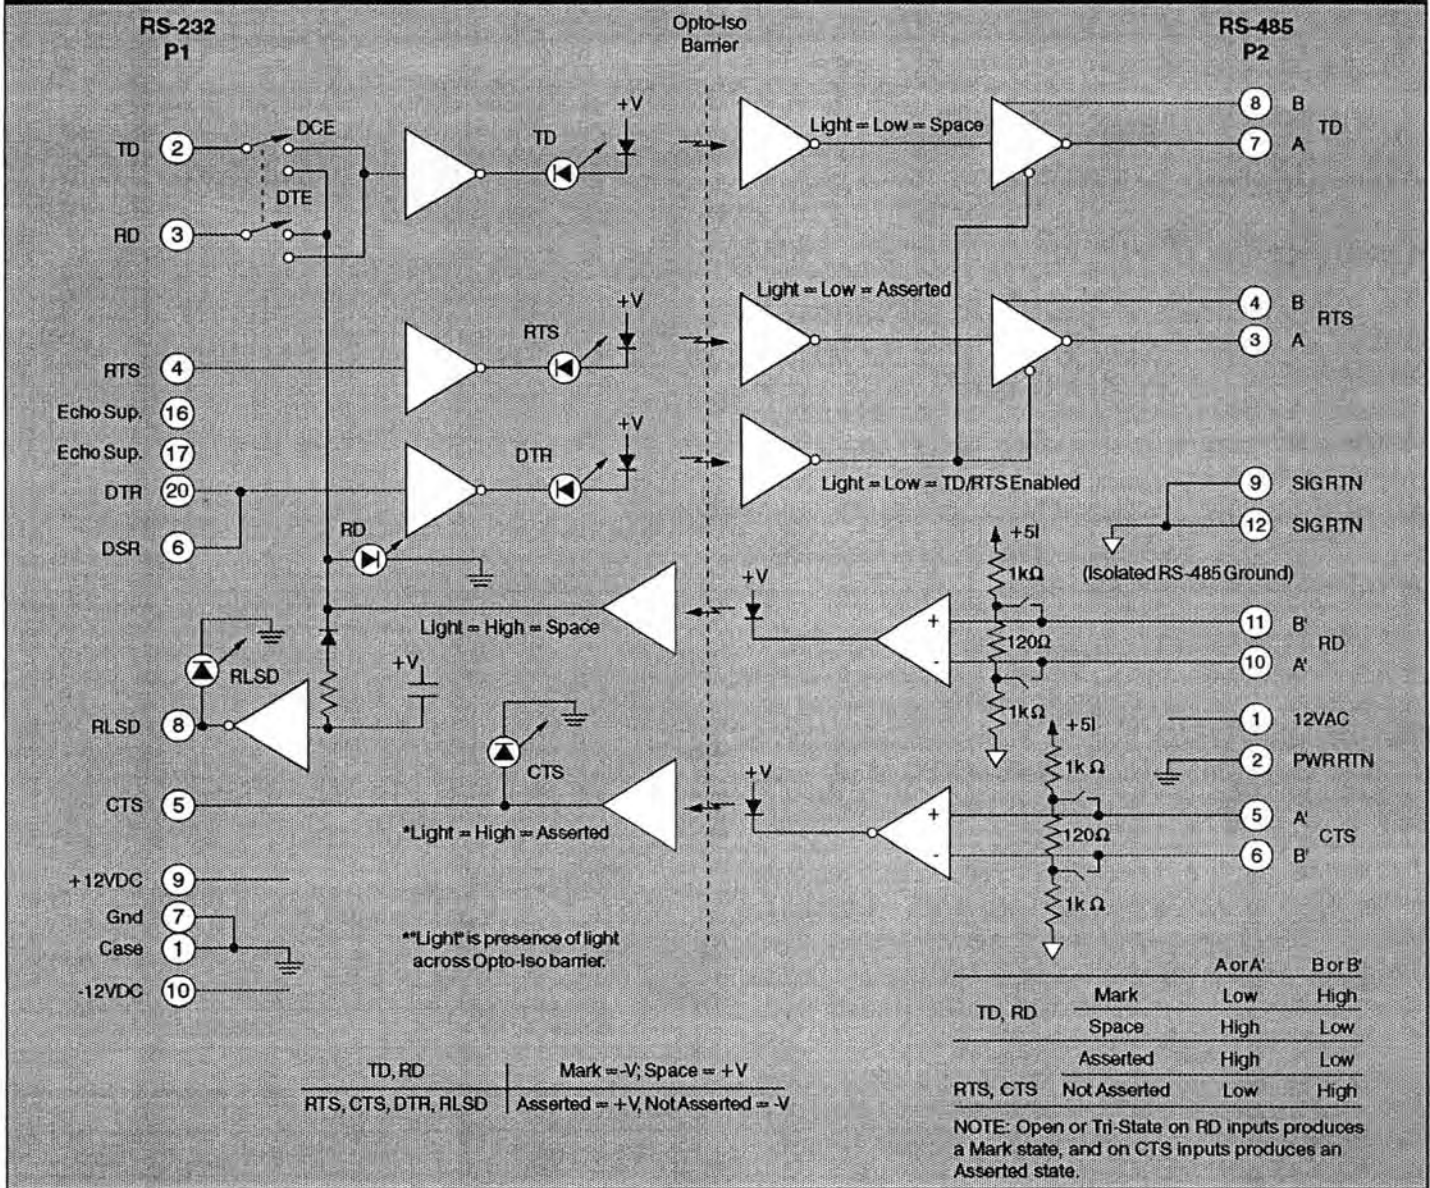 RS-232
P1
Opto-Iso
Barrier
RS-485
P2
TD 2
DCE
DTE
RD 3
TD
+V
Light = Low = Space
8 B
7 A
TD
RTS 4
RTS
+V
Light = Low = Asserted
4 B
3 A
RTS
Echo Sup. 16
Echo Sup. 17
DTR 20
DSR 6
DTR
+V
Light = Low = TD/RTS Enabled
9 SIG RTN
12 SIG RTN
(Isolated RS-485 Ground)
RD
Light = High = Space
+V
+5I
1kΩ
120Ω
1kΩ
+
-
11 B'
10 A'
RD
RLSD
+V
RLSD 8
1 12VAC
2 PWR RTN
CTS
CTS 5
*Light = High = Asserted
+V
+5I
1k Ω
120Ω
1k Ω
+
-
5 A'
6 B'
CTS
+12VDC 9
Gnd 7
Case 1
-12VDC 10
*"Light" is presence of light
across Opto-Iso barrier.
A or A' B or B'
TD, RD
Mark Low High
Space High Low
RTS, CTS
Asserted High Low
Not Asserted Low High
TD, RD Mark = -V; Space = +V
RTS, CTS, DTR, RLSD Asserted = +V, Not Asserted = -V
NOTE: Open or Tri-State on RD inputs produces
a Mark state, and on CTS inputs produces an
Asserted state.